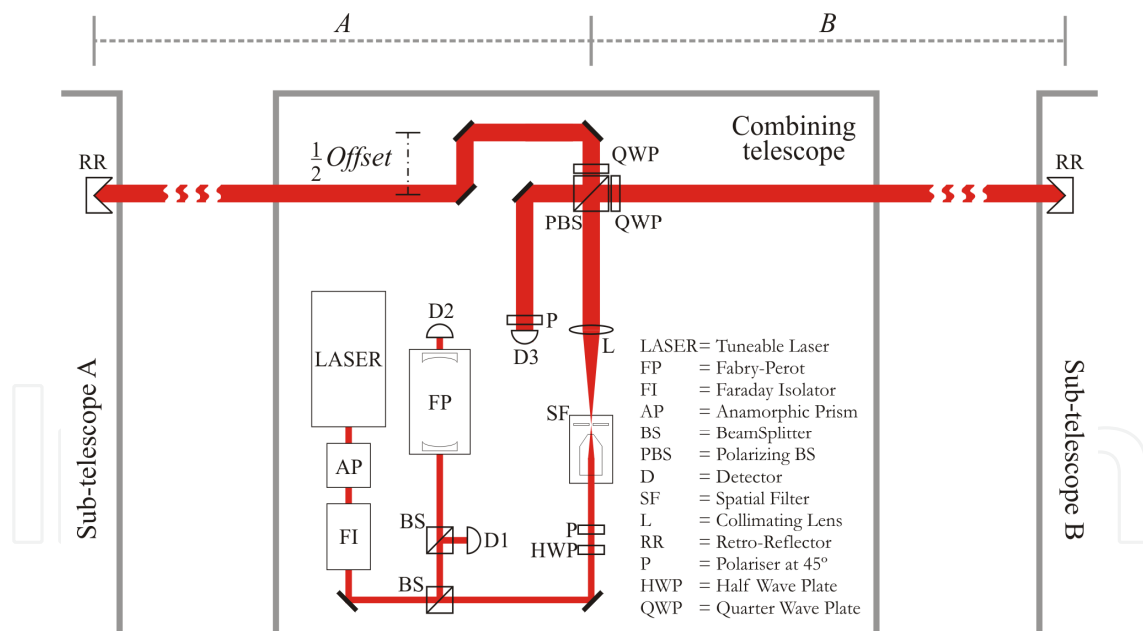 A
B
1/2 Offset
Combining
telescope
RR
RR
QWP
PBS
QWP
D2
P
D3
L
LASER
FP
SF
AP
FI
BS
D1
P
HWP
BS
Sub-telescope A
Sub-telescope B
LASER = Tuneable Laser
FP = Fabry-Perot
FI = Faraday Isolator
AP = Anamorphic Prism
BS = BeamSplitter
PBS = Polarizing BS
D = Detector
SF = Spatial Filter
L = Collimating Lens
RR = Retro-Reflector
P = Polariser at 45º
HWP = Half Wave Plate
QWP = Quarter Wave Plate